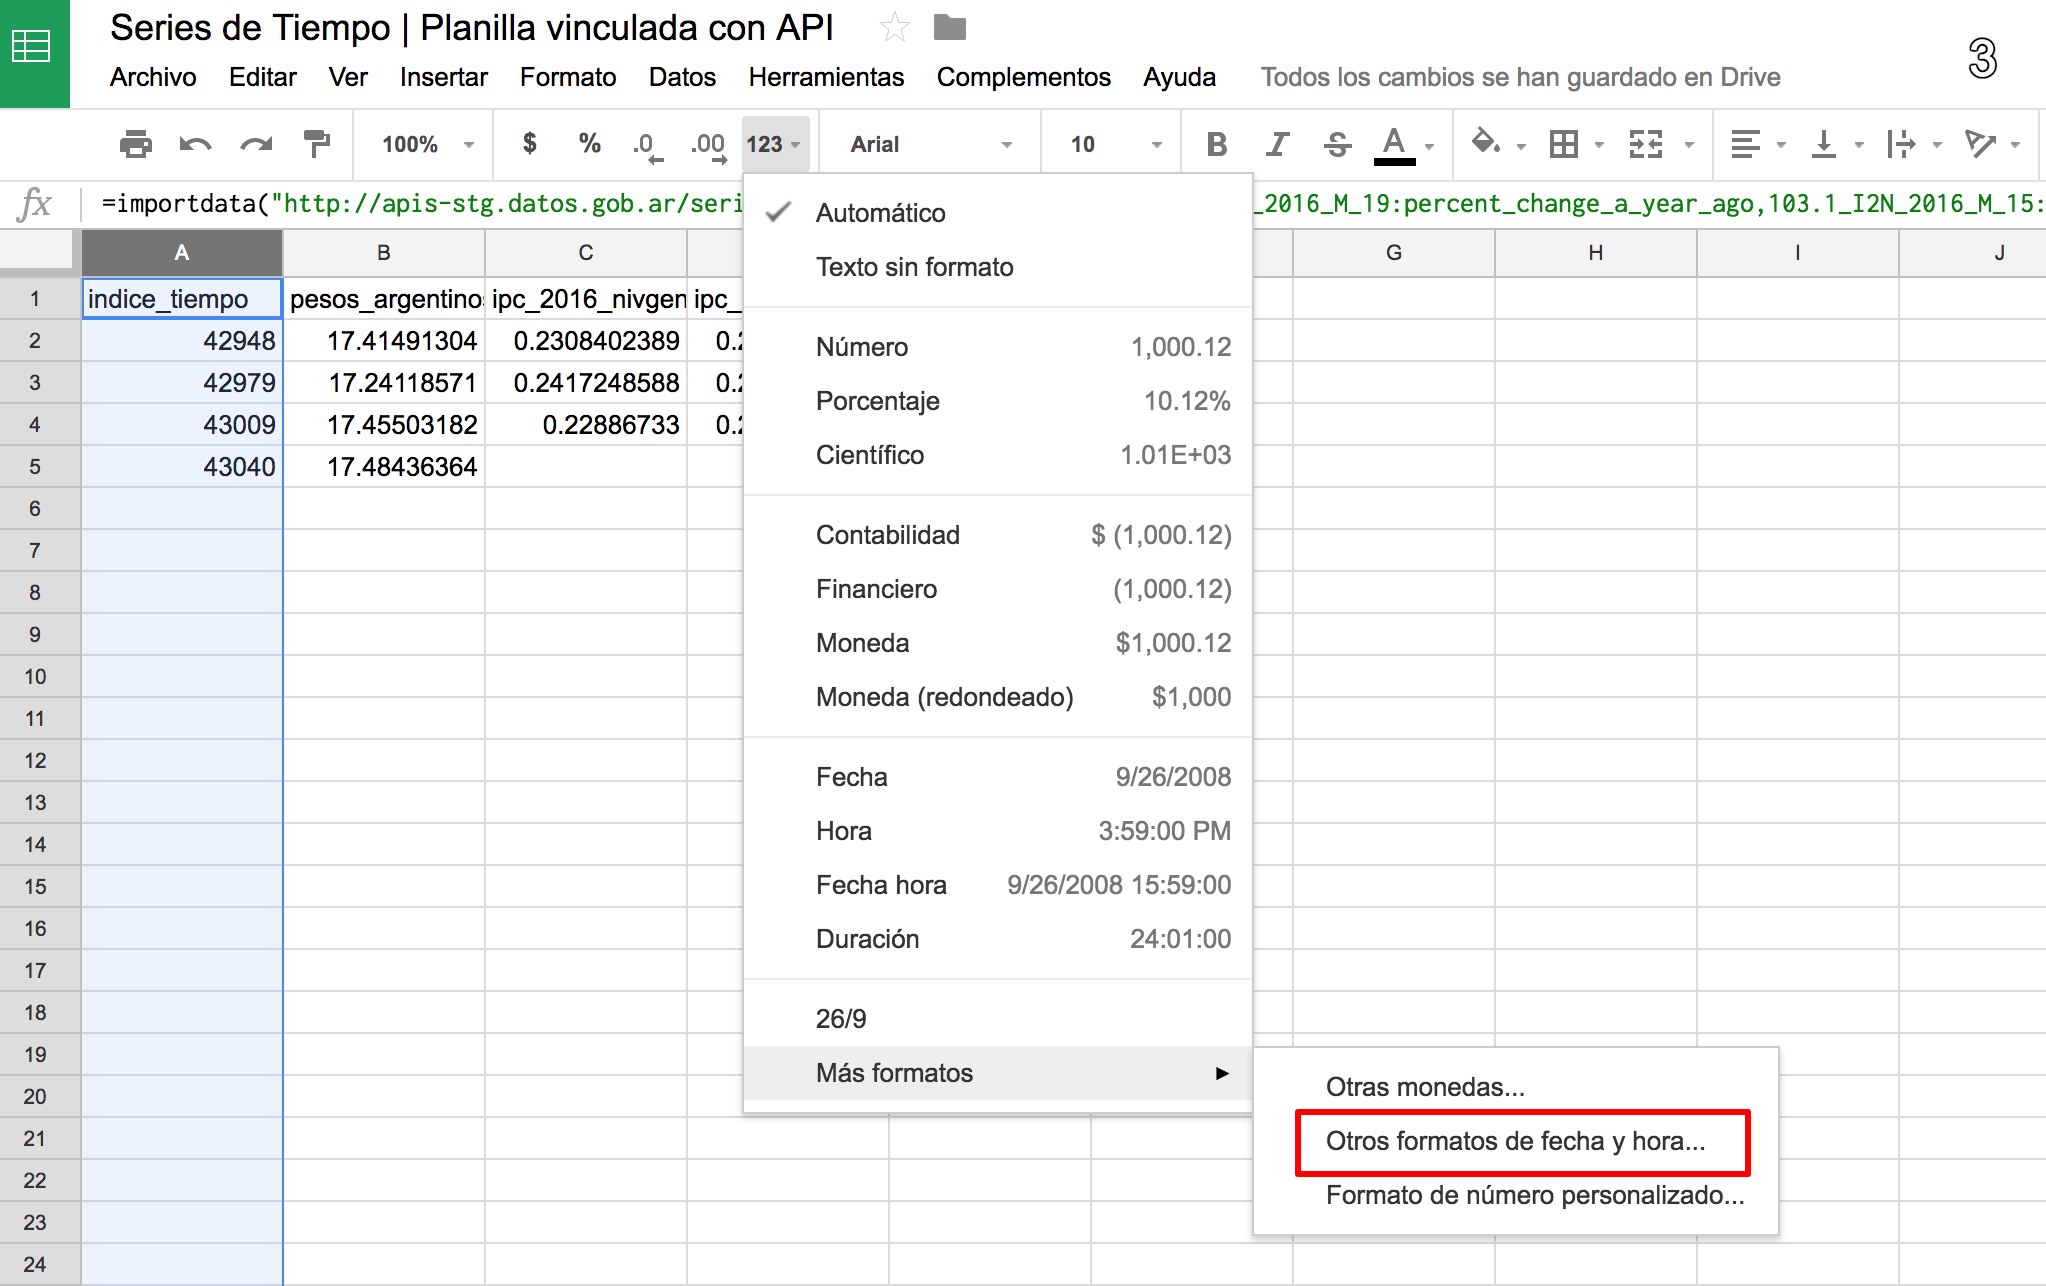 Series de Tiempo | Planilla vinculada con API
3
Archivo Editar Ver Insertar Formato Datos Herramientas Complementos Ayuda Todos los cambios se han guardado en Drive
100% $ % .0 .00 123 Arial 10 B I S A
fx =importdata("http://apis-stg.datos.gob.ar/seri _2016_M_19:percent_change_a_year_ago,103.1_I2N_2016_M_15:
A B C G H I J
1 indice_tiempo pesos_argentino ipc_2016_nivgen ipc_
2 42948 17.41491304 0.2308402389 0.2
3 42979 17.24118571 0.2417248588 0.2
4 43009 17.45503182 0.22886733 0.2
5 43040 17.48436364
6
7
8
9
10
11
12
13
14
15
16
17
18
19
20
21
22
23
24
Automático
Texto sin formato
Número 1,000.12
Porcentaje 10.12%
Científico 1.01E+03
Contabilidad $ (1,000.12)
Financiero (1,000.12)
Moneda $1,000.12
Moneda (redondeado) $1,000
Fecha 9/26/2008
Hora 3:59:00 PM
Fecha hora 9/26/2008 15:59:00
Duración 24:01:00
26/9
Más formatos
Otras monedas...
Otros formatos de fecha y hora...
Formato de número personalizado...